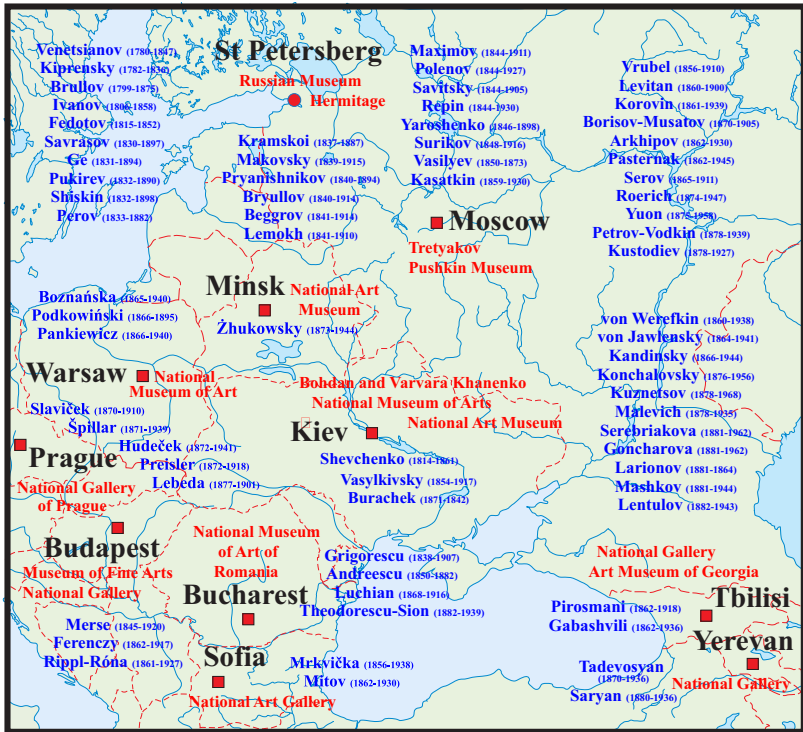 Venetsianov (1780-1847)
Kiprensky (1782-1836)
Brullov (1799-1875)
Ivanov (1806-1858)
Fedotov (1815-1852)
Savrasov (1830-1897)
Ge (1831-1894)
Pukirev (1832-1890)
Shiskin (1832-1898)
Perov (1833-1882)
St Petersberg
Russian Museum
Hermitage
Kramskoi (1837-1887)
Makovsky (1839-1915)
Pryanishnikov (1840-1894)
Bryullov (1840-1914)
Beggrov (1841-1914)
Lemokh (1841-1910)
Maximov (1844-1911)
Polenov (1844-1927)
Savitsky (1844-1905)
Repin (1844-1930)
Yaroshenko (1846-1898)
Surikov (1848-1916)
Vasilyev (1850-1873)
Kasatkin (1859-1930)
Moscow
Tretyakov
Pushkin Museum
Vrubel (1856-1910)
Levitan (1860-1900)
Korovin (1861-1939)
Borisov-Musatov (1870-1905)
Arkhipov (1862-1930)
Pasternak (1862-1945)
Serov (1865-1911)
Roerich (1874-1947)
Yuon (1875-1958)
Petrov-Vodkin (1878-1939)
Kustodiev (1878-1927)
Minsk
National Art
Museum
Żhukowsky (1873-1944)
Boznańska (1865-1940)
Podkowiński (1866-1895)
Pankiewicz (1866-1940)
Warsaw
National
Museum of Art
von Werefkin (1860-1938)
von Jawlensky (1864-1941)
Kandinsky (1866-1944)
Konchalovsky (1876-1956)
Kuznetsov (1878-1968)
Malevich (1878-1935)
Serebriakova (1881-1962)
Goncharova (1881-1962)
Larionov (1881-1864)
Mashkov (1881-1944)
Lentulov (1882-1943)
Bohdan and Varvara Khanenko
National Museum of Arts
National Art Museum
Kiev
Shevchenko (1814-1861)
Vasylkivsky (1854-1917)
Burachek (1871-1842)
Slaviček (1870-1910)
Špillar (1871-1939)
Hudeček (1872-1941)
Preisler (1872-1918)
Lebeda (1877-1901)
Prague
National Gallery
of Prague
Budapest
Museum of Fine Arts
National Gallery
Merse (1845-1920)
Ferenczy (1862-1917)
Rippl-Róna (1861-1927)
National Museum
of Art of
Romania
Bucharest
Grigorescu (1838-1907)
Andreescu (1850-1882)
Luchian (1868-1916)
Theodorescu-Sion (1882-1939)
Sofia
National Art Gallery
Mrkvička (1856-1938)
Mitov (1862-1930)
National Gallery
Art Museum of Georgia
Tbilisi
Pirosmani (1862-1918)
Gabashvili (1862-1936)
Yerevan
National Gallery
Tadevosyan
(1870-1936)
Saryan (1880-1936)